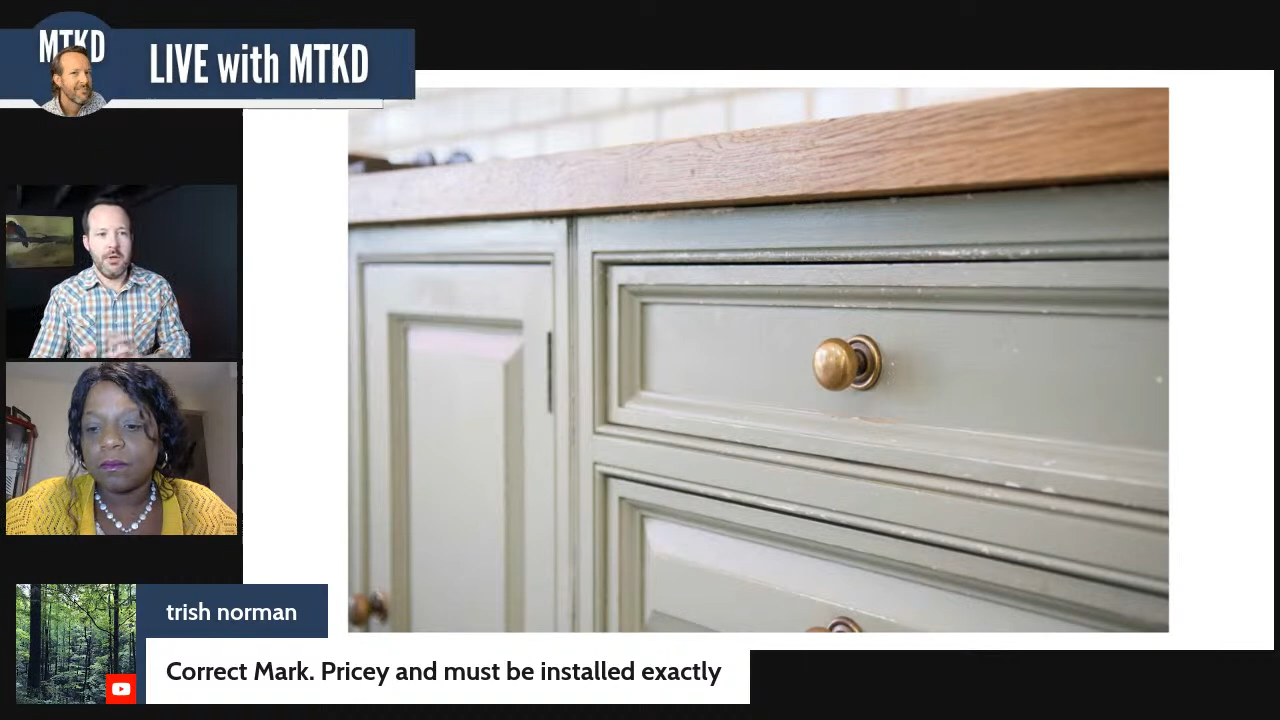 MTKD
LIVE with MTKD
trish norman
Correct Mark. Pricey and must be installed exactly